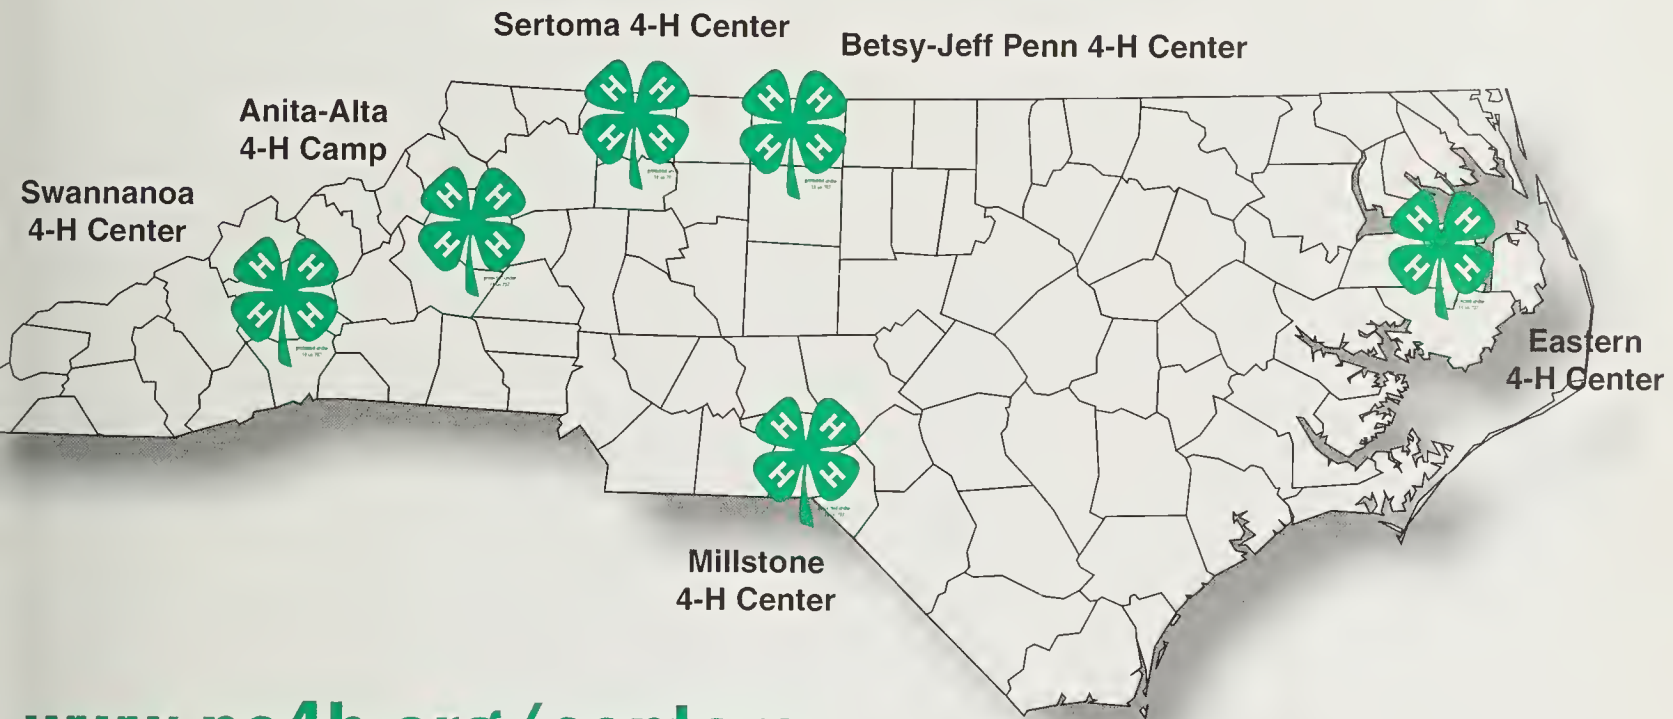 Sertoma 4-H Center
Betsy-Jeff Penn 4-H Center
Anita-Alta
4-H Camp
Swannanoa
4-H Center
Eastern
4-H Center
Millstone
4-H Center
H H
H H
H H
H H
H H
H H
H H
H H
H H
H H
H H
H H